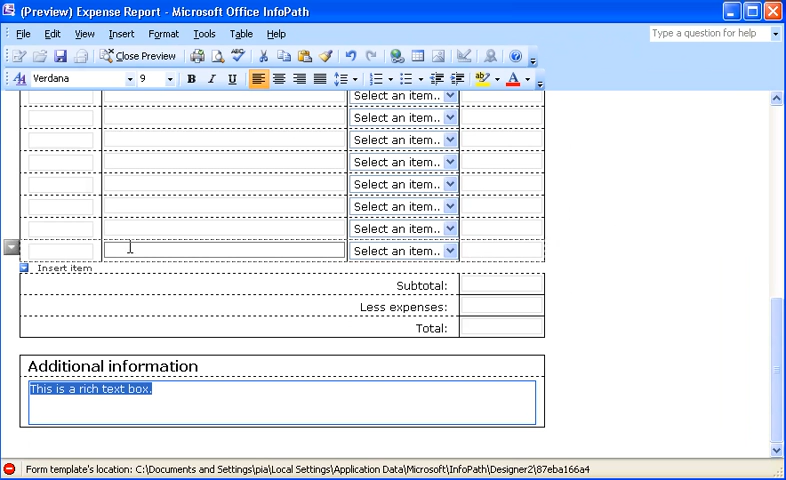 (Preview) Expense Report - Microsoft Office InfoPath
File Edit View Insert Format Tools Table Help Type a question for help
Close Preview
Verdana 9 B I U A
Select an item..
Select an item..
Select an item..
Select an item..
Select an item..
Select an item..
Select an item..
Select an item..
Insert item
Subtotal:
Less expenses:
Total:
Additional information
This is a rich text box.
Form template's location: C:\Documents and Settings\pia\Local Settings\Application Data\Microsoft\InfoPath\Designer2\87eba166a4